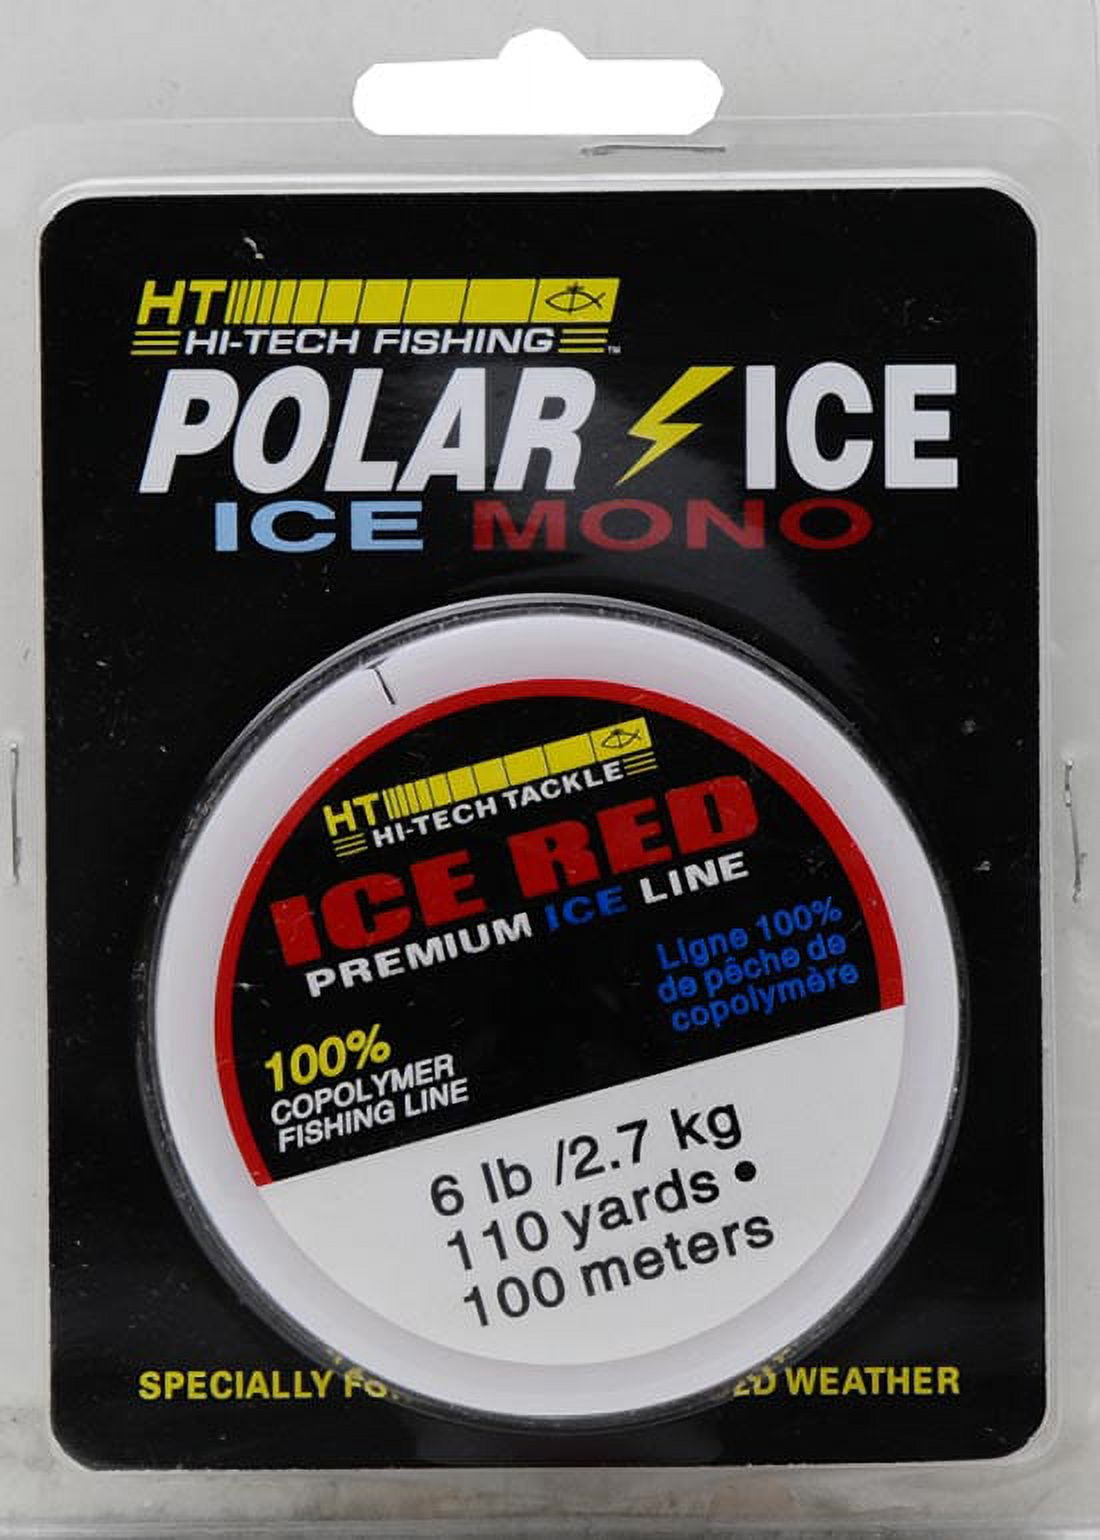 HT
HI-TECH FISHING ™
POLAR ICE
ICE MONO
HT
HI-TECH TACKLE
ICE RED
PREMIUM ICE LINE
Ligne 100%
de pêche de
copolymère
100%
COPOLYMER
FISHING LINE
6 lb /2.7 kg
110 yards •
100 meters
SPECIALLY WEATHER